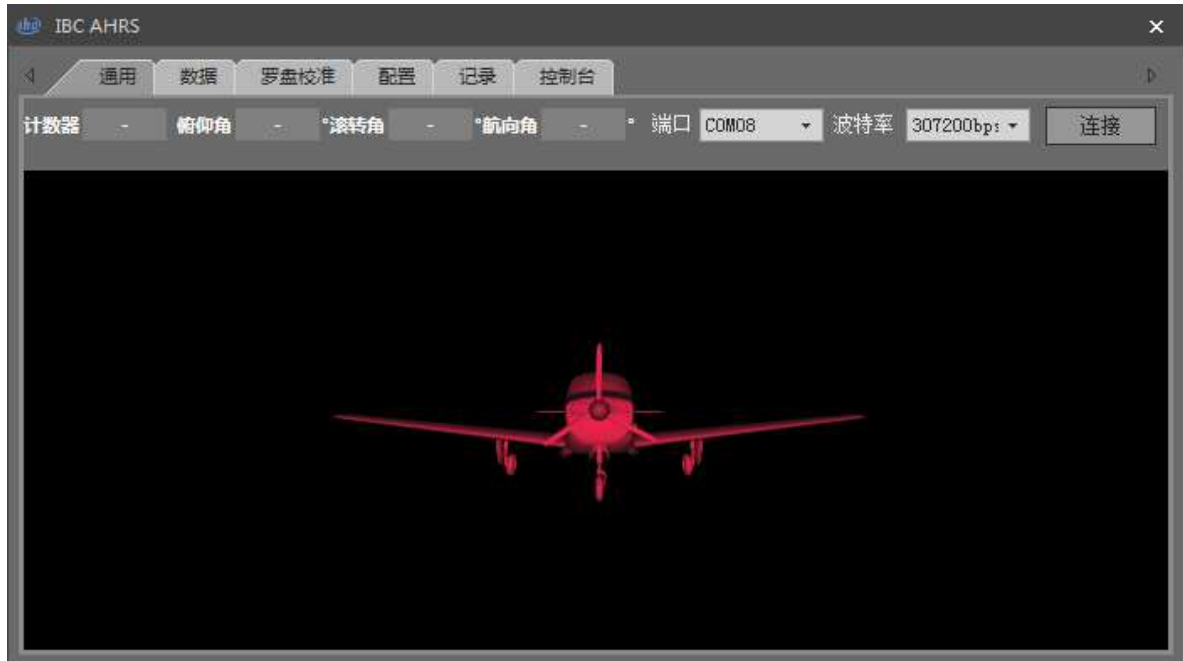 IBC AHRS ×
通用 数据 罗盘校准 配置 记录 控制台
计数器 - 俯仰角 - °滚转角 - °航向角 - ° 端口 COM08 波特率 307200bps 连接